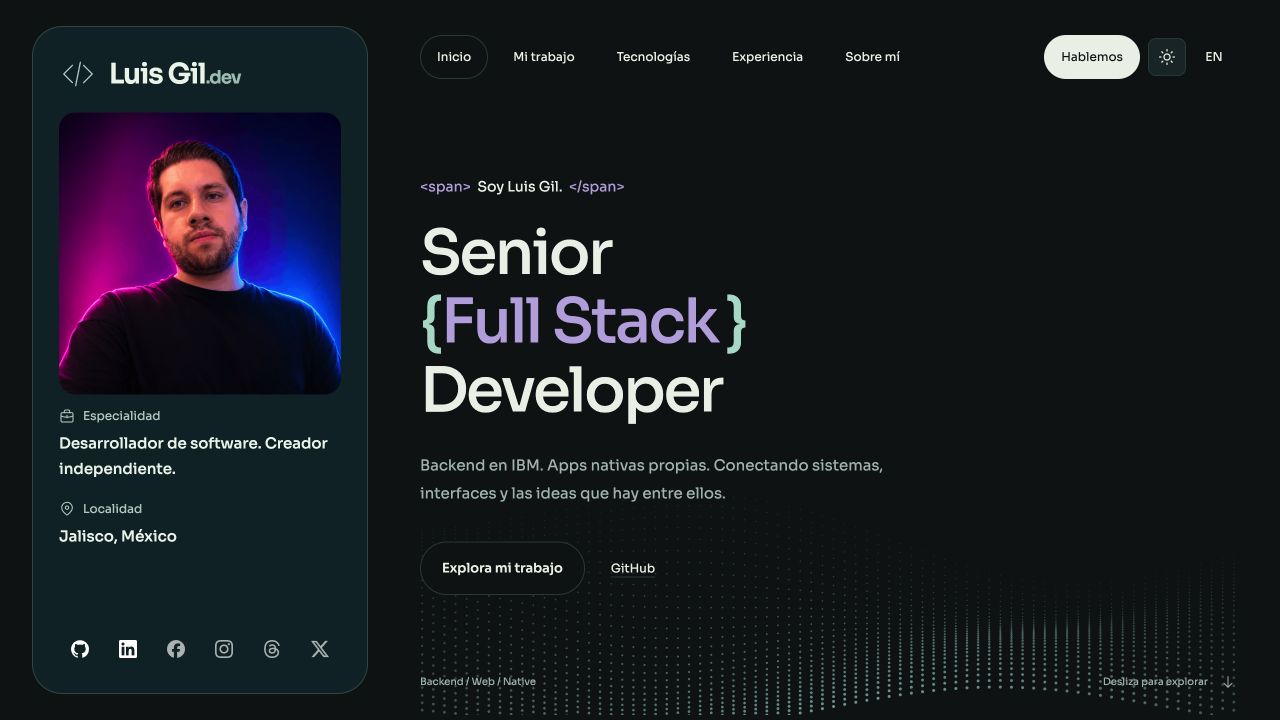 </> Luis Gil.dev
Especialidad
Desarrollador de software. Creador
independiente.
Localidad
Jalisco, México
Inicio
Mi trabajo
Tecnologías
Experiencia
Sobre mí
Hablemos
EN
<span> Soy Luis Gil. </span>
Senior
{Full Stack}
Developer
Backend en IBM. Apps nativas propias. Conectando sistemas,
interfaces y las ideas que hay entre ellos.
Explora mi trabajo
GitHub
Backend / Web / Native
Desliza para explorar